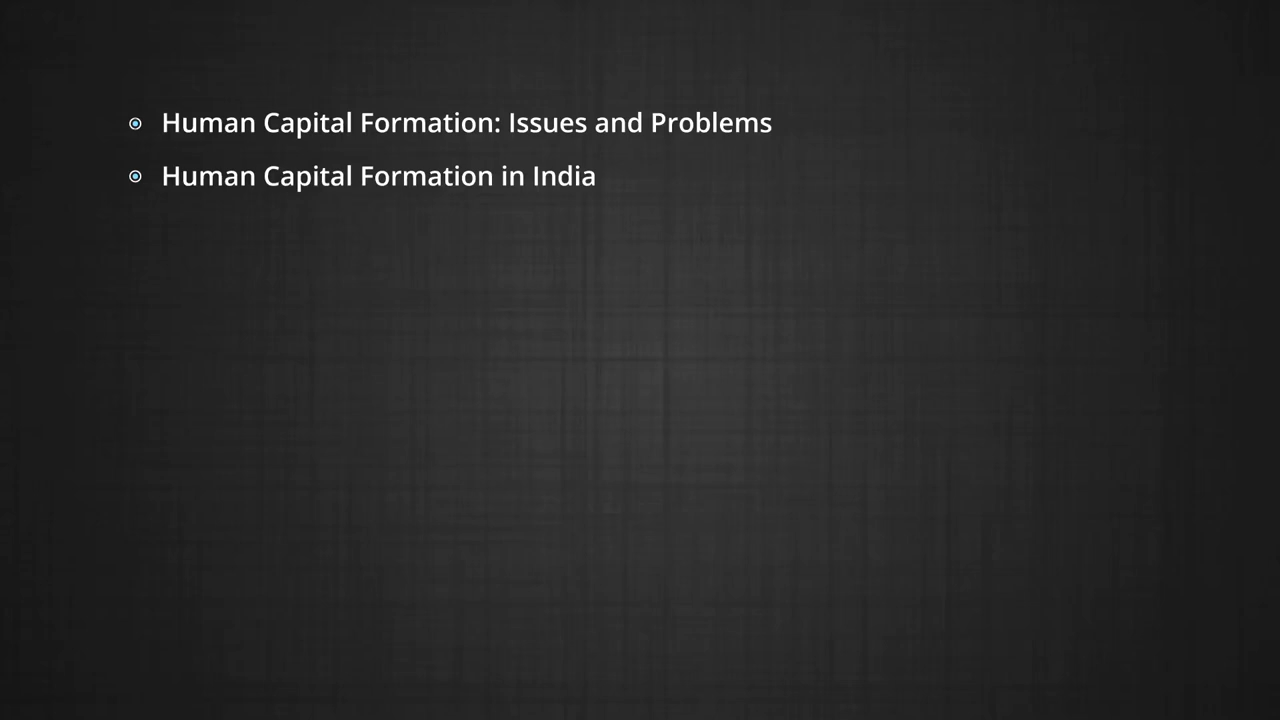 Human Capital Formation: Issues and Problems
Human Capital Formation in India